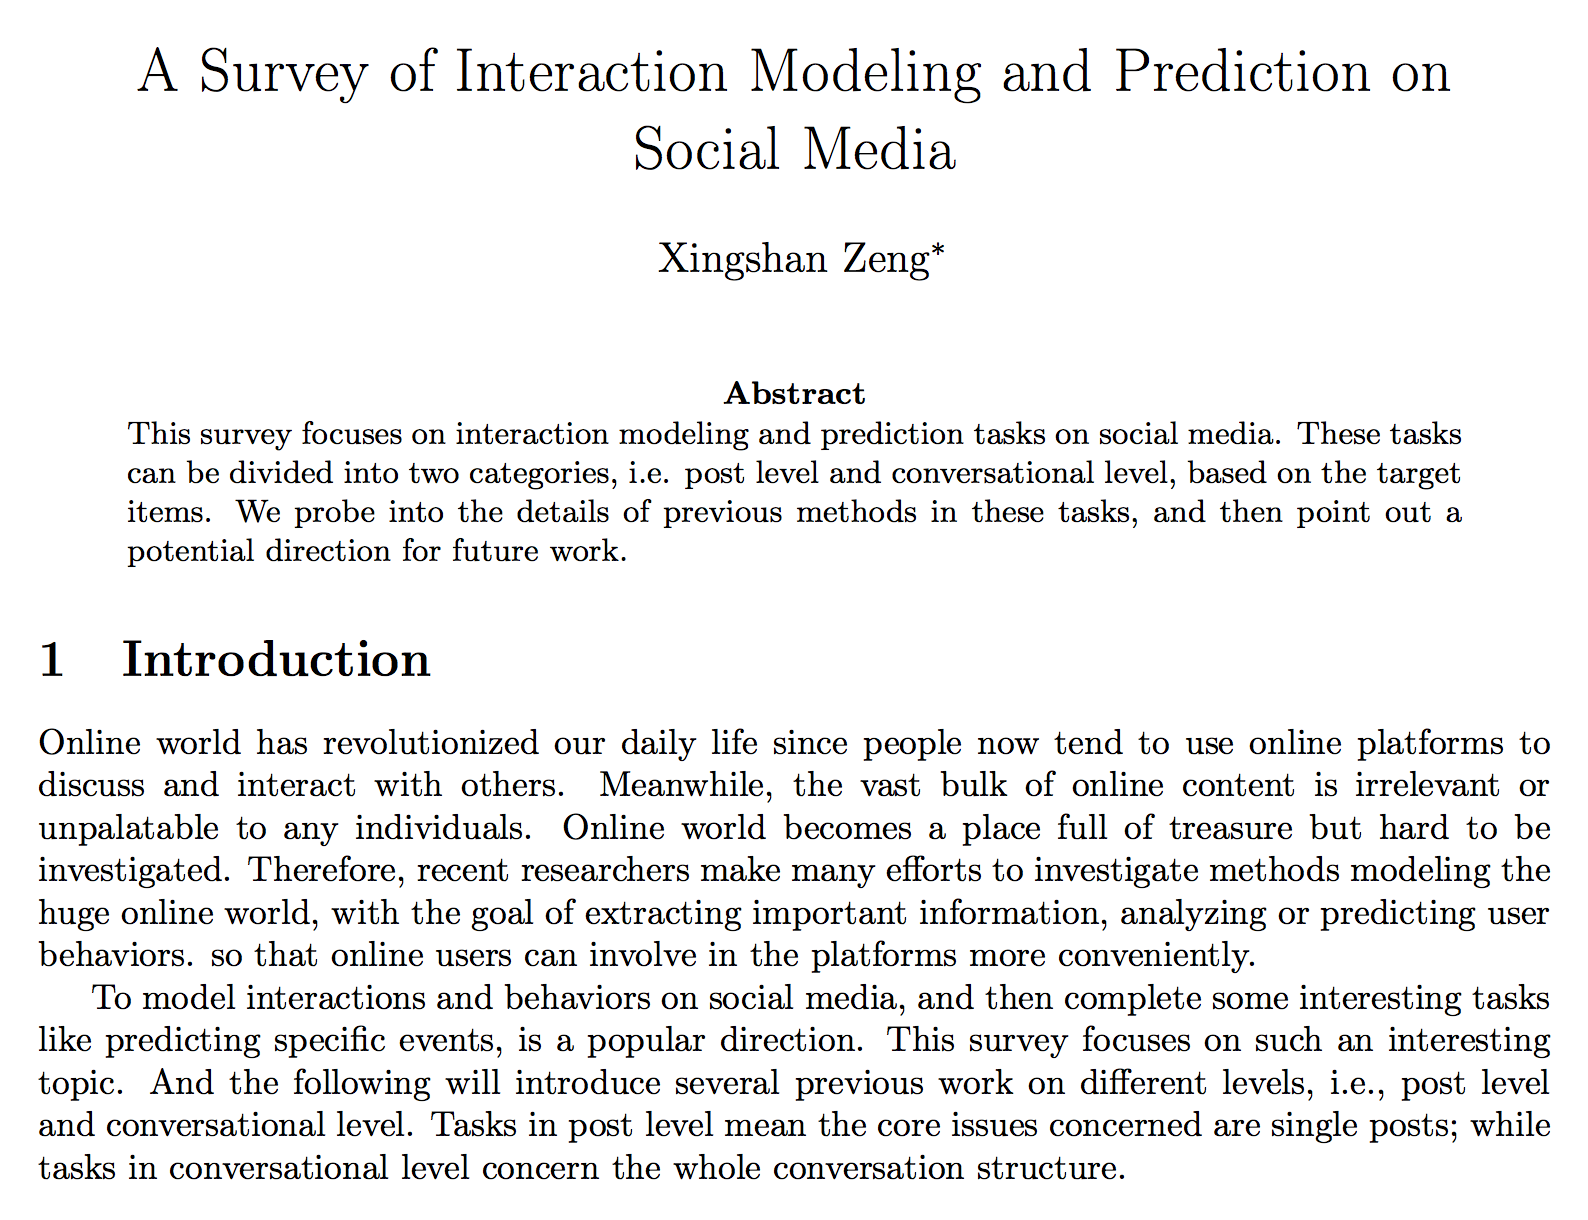 A Survey of Interaction Modeling and Prediction on
Social Media
Xingshan Zeng*
Abstract
This survey focuses on interaction modeling and prediction tasks on social media. These tasks
can be divided into two categories, i.e. post level and conversational level, based on the target
items. We probe into the details of previous methods in these tasks, and then point out a
potential direction for future work.
1 Introduction
Online world has revolutionized our daily life since people now tend to use online platforms to
discuss and interact with others. Meanwhile, the vast bulk of online content is irrelevant or
unpalatable to any individuals. Online world becomes a place full of treasure but hard to be
investigated. Therefore, recent researchers make many efforts to investigate methods modeling the
huge online world, with the goal of extracting important information, analyzing or predicting user
behaviors. so that online users can involve in the platforms more conveniently.
To model interactions and behaviors on social media, and then complete some interesting tasks
like predicting specific events, is a popular direction. This survey focuses on such an interesting
topic. And the following will introduce several previous work on different levels, i.e., post level
and conversational level. Tasks in post level mean the core issues concerned are single posts; while
tasks in conversational level concern the whole conversation structure.